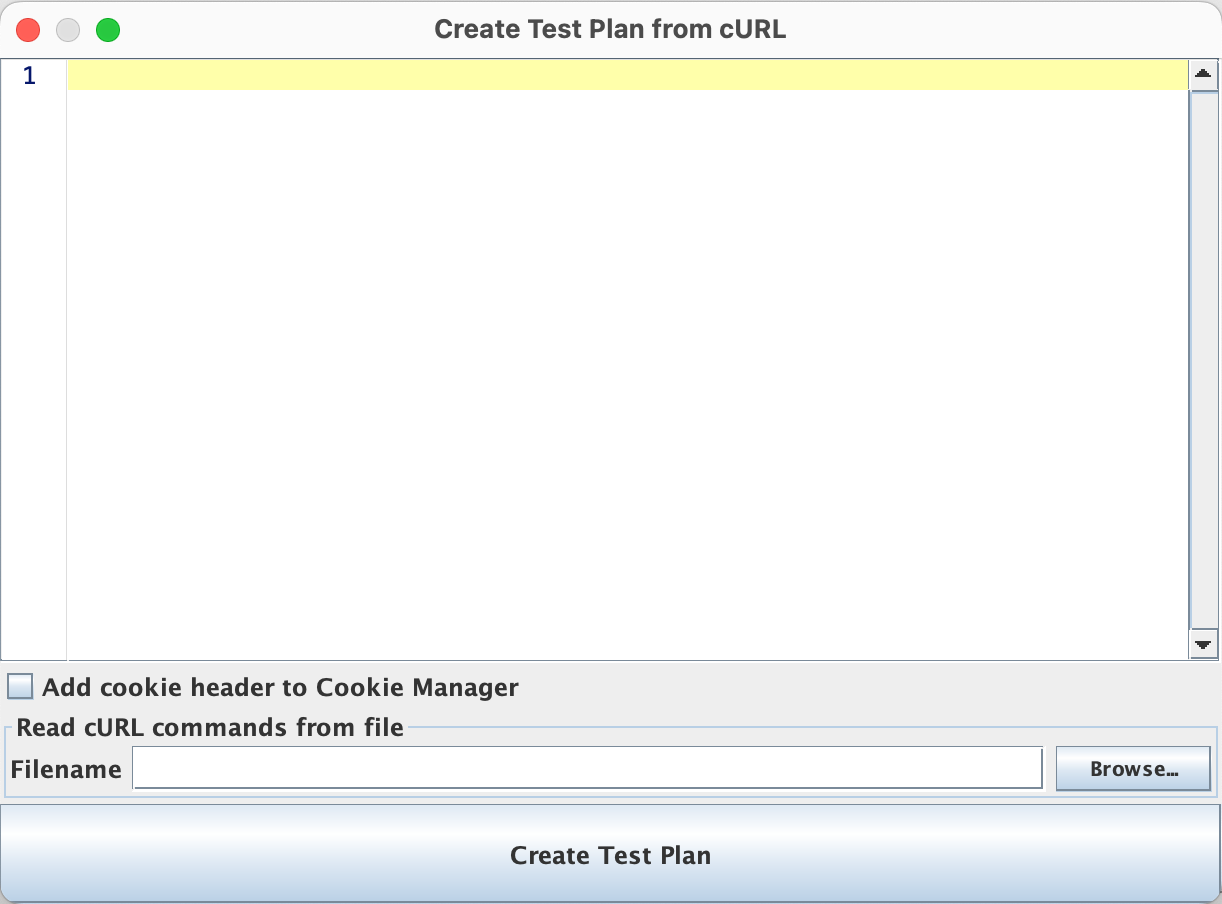 Create Test Plan from cURL
1
Add cookie header to Cookie Manager
Read cURL commands from file
Filename
Browse...
Create Test Plan